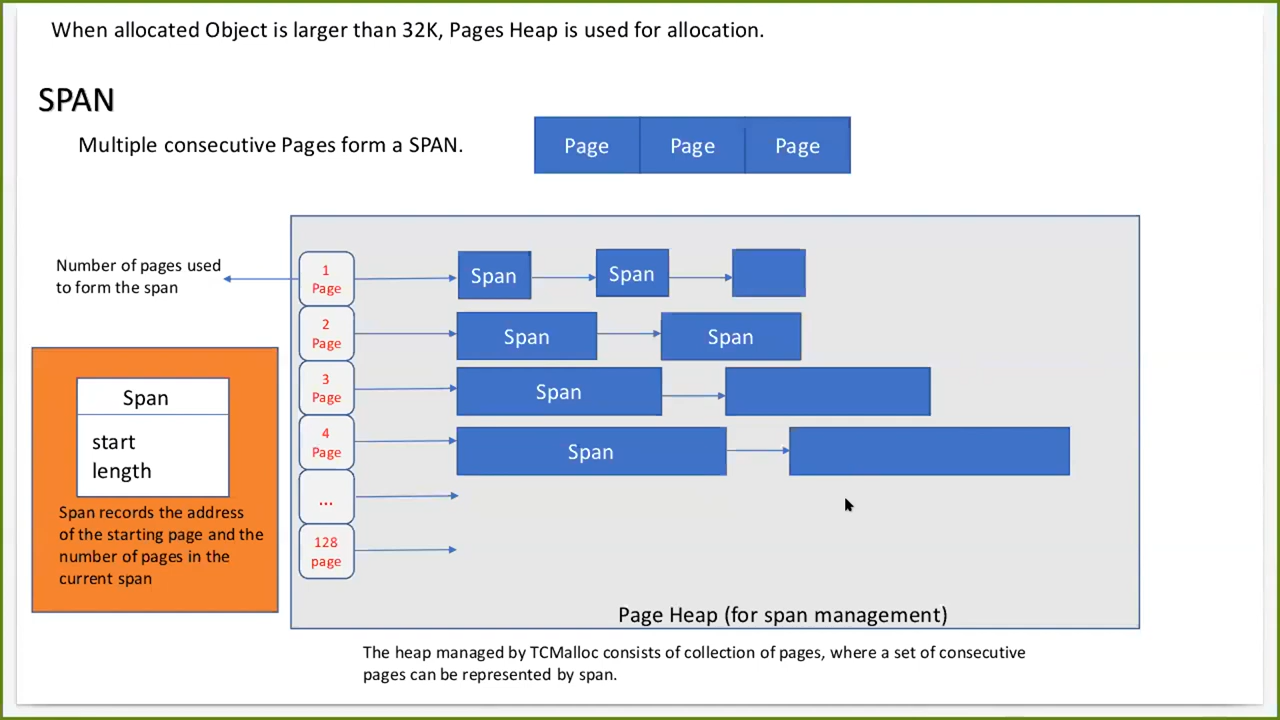 When allocated Object is larger than 32K, Pages Heap is used for allocation.
SPAN
Multiple consecutive Pages form a SPAN.
Page Page Page
Number of pages used
to form the span
1
Page
Span Span
2
Page
Span Span
3
Page
Span
4
Page
Span
...
128
page
Span
start
length
Span records the address
of the starting page and the
number of pages in the
current span
Page Heap (for span management)
The heap managed by TCMalloc consists of collection of pages, where a set of consecutive
pages can be represented by span.